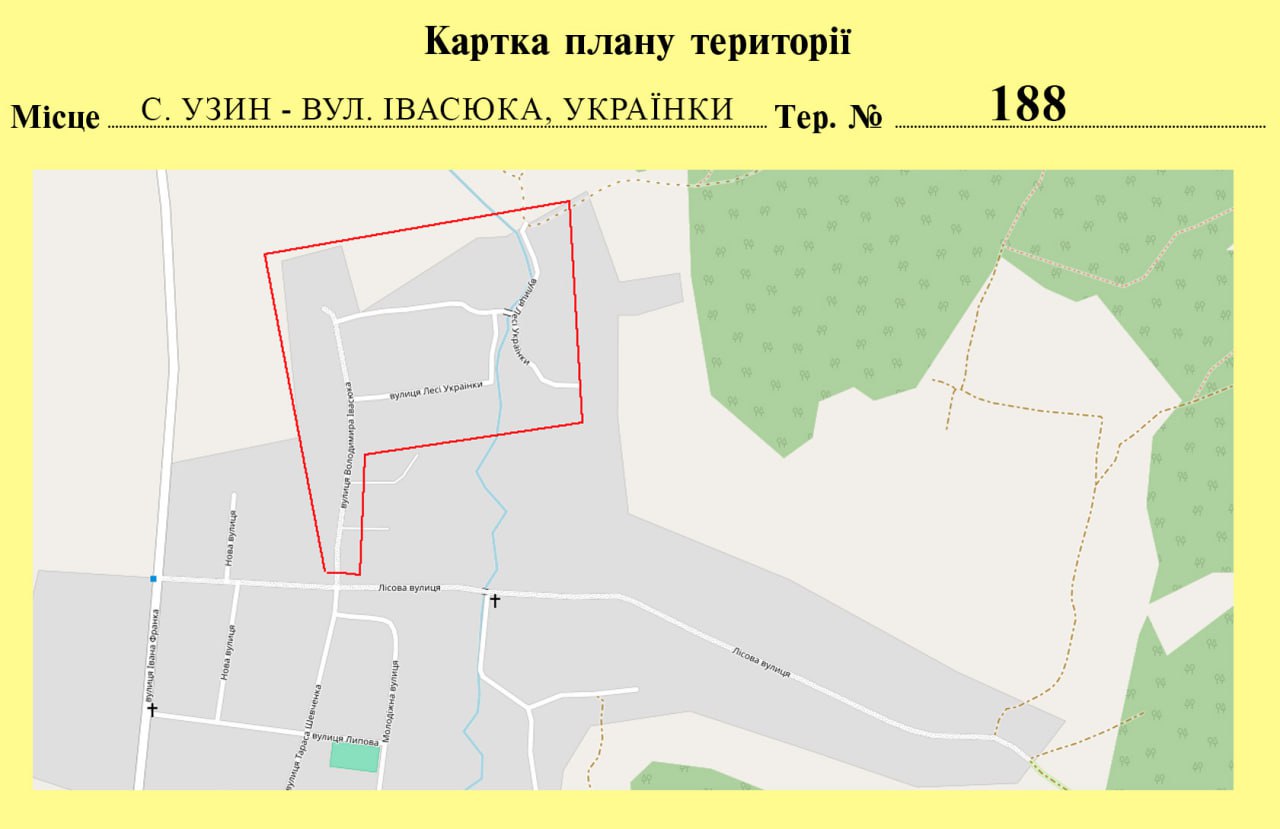 Картка плану території
Місце С. УЗИН - ВУЛ. ІВАСЮКА, УКРАЇНКИ Тер. № 188
вулиця Лесі Українки
вулиця Лесі Українки
вулиця Володимира Івасюка
Нова вулиця
Лісова вулиця
вулиця Івана Франка
Нова вулиця
Лісова вулиця
вулиця Тараса Шевченка
Молодіжна вулиця
вулиця Липова